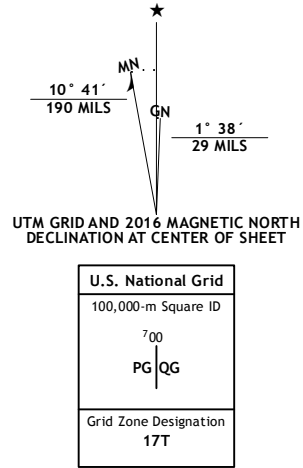 ★
MN
GN
10° 41´
190 MILS
1° 38´
29 MILS
UTM GRID AND 2016 MAGNETIC NORTH
DECLINATION AT CENTER OF SHEET
U.S. National Grid
100,000-m Square ID
⁷00
PG QG
Grid Zone Designation
17T